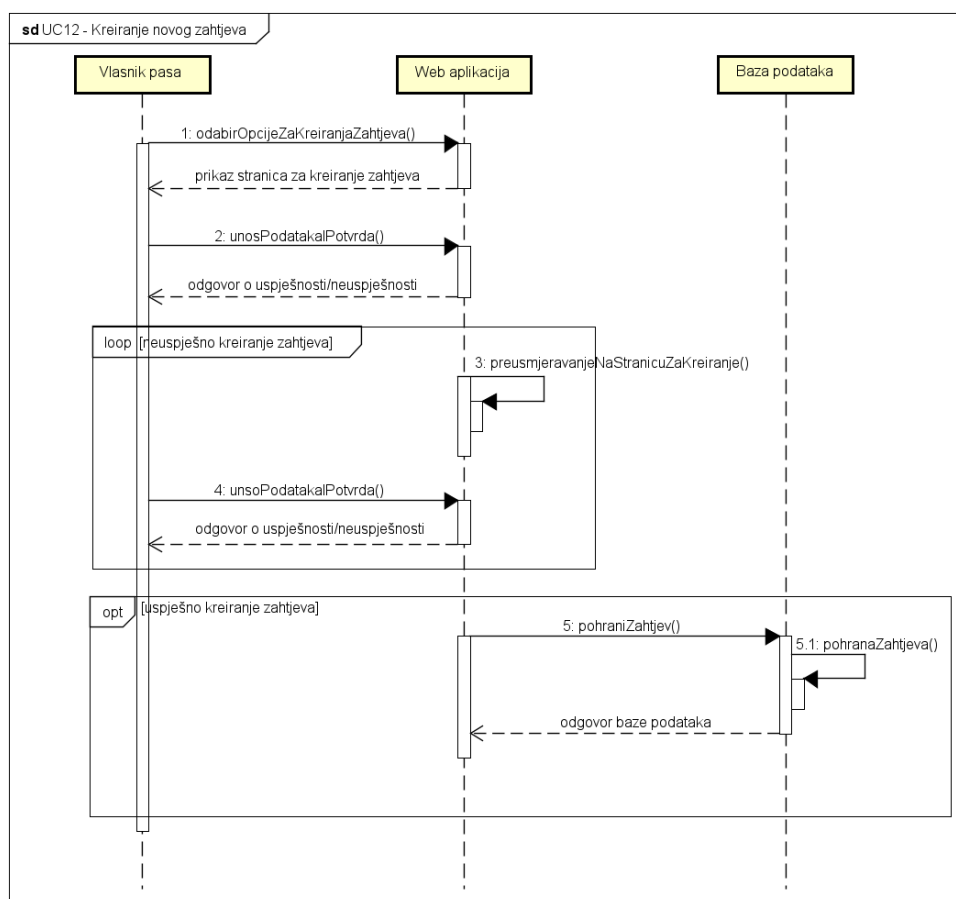 sd UC12 - Kreiranje novog zahtjeva
Vlasnik pasa
Web aplikacija
Baza podataka
1: odabirOpcijeZaKreiranjaZahtjeva()
prikaz stranica za kreiranje zahtjeva
2: unosPodatakaIPotvrda()
odgovor o uspješnosti/neuspješnosti
loop [neuspješno kreiranje zahtjeva]
3: preusmjeravanjeNaStranicuZaKreiranje()
4: unsoPodatakaIPotvrda()
odgovor o uspješnosti/neuspješnosti
opt [uspješno kreiranje zahtjeva]
5: pohraniZahtjev()
5.1: pohranaZahtjeva()
odgovor baze podataka